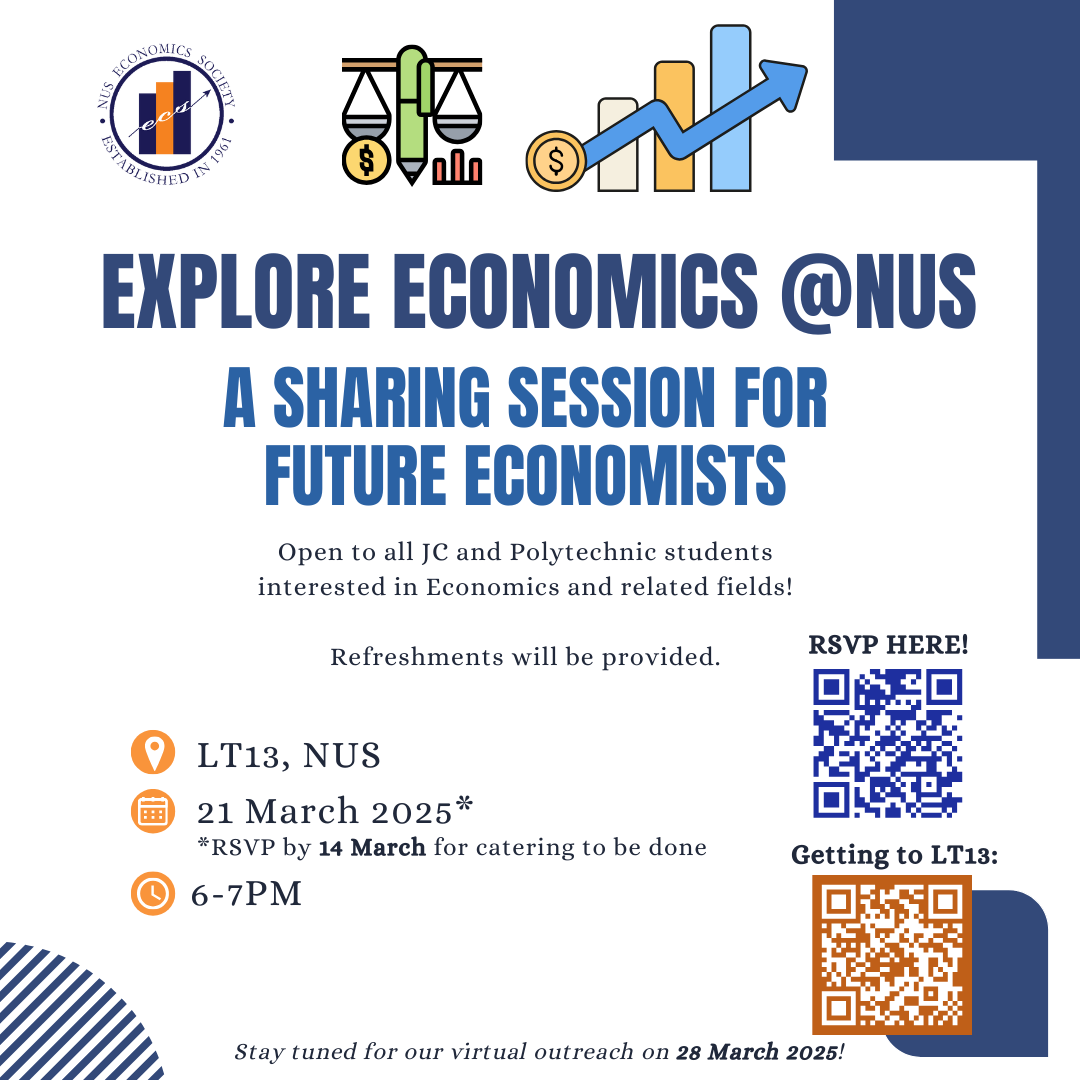 NUS ECONOMICS SOCIETY
ecs
ESTABLISHED IN 1961
$
$
EXPLORE ECONOMICS @NUS
A SHARING SESSION FOR
FUTURE ECONOMISTS
Open to all JC and Polytechnic students
interested in Economics and related fields!
Refreshments will be provided.
RSVP HERE!
LT13, NUS
21 March 2025*
*RSVP by 14 March for catering to be done
6-7PM
Getting to LT13:
Stay tuned for our virtual outreach on 28 March 2025!